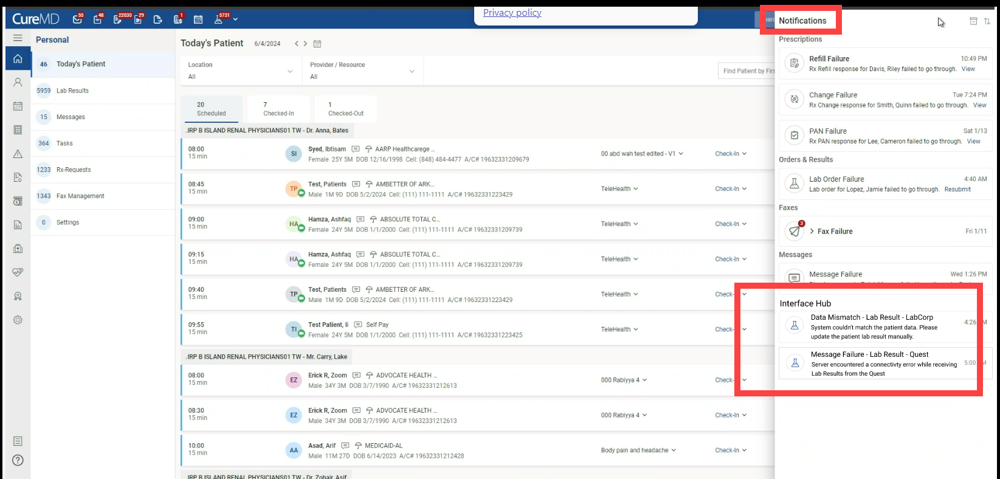 Privacy policy
CureMD
55
48
22030
29
1
5731
Notifications
Personal
46 Today's Patient
5959 Lab Results
15 Messages
364 Tasks
1233 Rx-Requests
1343 Fax Management
0 Settings
Today's Patient 6/4/2024
Location
All
Provider / Resource
All
Find Patient by Firs
20
Scheduled
7
Checked-In
1
Checked-Out
.IRP B ISLAND RENAL PHYSICIANS01 TW - Dr. Anna, Bates
08:00
15 min
SI
Syed, Ibtisam AARP Healthcarege ...
Female 25Y 5M DOB 12/16/1998 Cell: (848) 484-4477 A/C# 19632331209679
00 abd wah test edited - V1
Check-In
08:45
15 min
TP
Test, Patients AMBETTER OF ARK...
Male 1M 9D DOB 5/2/2024 Cell: (111) 111-1111 A/C# 19632331223429
TeleHealth
Check-In
09:00
15 min
HA
Hamza, Ashfaq ABSOLUTE TOTAL C...
Female 24Y 5M DOB 1/1/2000 Cell: (111) 111-1111 A/C# 19632331209739
TeleHealth
Check-In
09:15
15 min
HA
Hamza, Ashfaq ABSOLUTE TOTAL C...
Female 24Y 5M DOB 1/1/2000 Cell: (111) 111-1111 A/C# 19632331209739
TeleHealth
Check-In
09:40
15 min
TP
Test, Patients AMBETTER OF ARK...
Male 1M 9D DOB 5/2/2024 Cell: (111) 111-1111 A/C# 19632331223429
TeleHealth
Check-
09:55
15 min
TI
Test Patient, Ii Self Pay
Female 24Y 5M DOB 1/1/2000 Cell: (111) 111-1111 A/C# 19632331223425
TeleHealth
Check-
.IRP B ISLAND RENAL PHYSICIANS01 TW - Mr. Carry, Lake
08:00
15 min
EZ
Erick R, Zoom ADVOCATE HEALTH ...
Male 34Y 3M DOB 3/7/1990 A/C# 19632331212613
000 Rabiyya 4
Check-
08:30
15 min
EZ
Erick R, Zoom ADVOCATE HEALTH ...
Male 34Y 3M DOB 3/7/1990 A/C# 19632331212613
000 Rabiyya 4
Check-In
10:00
15 min
AA
Asad, Arif MEDICAID-AL
Male 11M 27D DOB 6/14/2023 A/C# 19632331212428
Body pain and headache
Check-In
.IRP B ISLAND RENAL PHYSICIANS01 TW - Dr. Zohair, Asif
Prescriptions
Refill Failure 10:49 PM
Rx Refill response for Davis, Riley failed to go through. View
Change Failure Tue 7:24 PM
Rx Change response for Smith, Quinn failed to go through. View
PAN Failure Sat 1/13
Rx PAN response for Lee, Cameron failed to go through. View
Orders & Results
Lab Order Failure 4:40 AM
Lab order for Lopez, Jamie failed to go through. Resubmit
Faxes
3
Fax Failure Fri 1/11
Messages
Message Failure Wed 1:26 PM
Interface Hub
Data Mismatch - Lab Result - LabCorp
4:26 M
System couldn't match the patient data. Please
update the patient lab result manually.
Message Failure - Lab Result - Quest
5:00 M
Server encountered a connectivty error while receiving
Lab Results from the Quest